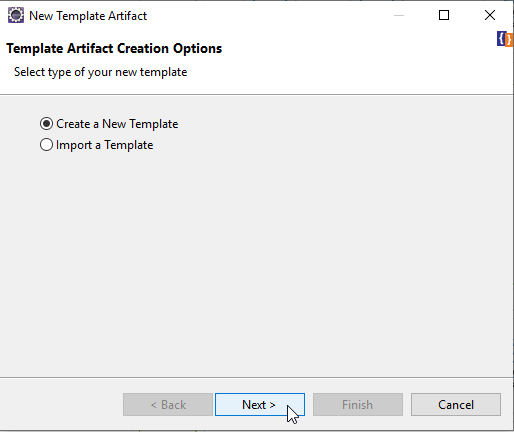 New Template Artifact
Template Artifact Creation Options
Select type of your new template
Create a New Template
Import a Template
< Back Next > Finish Cancel